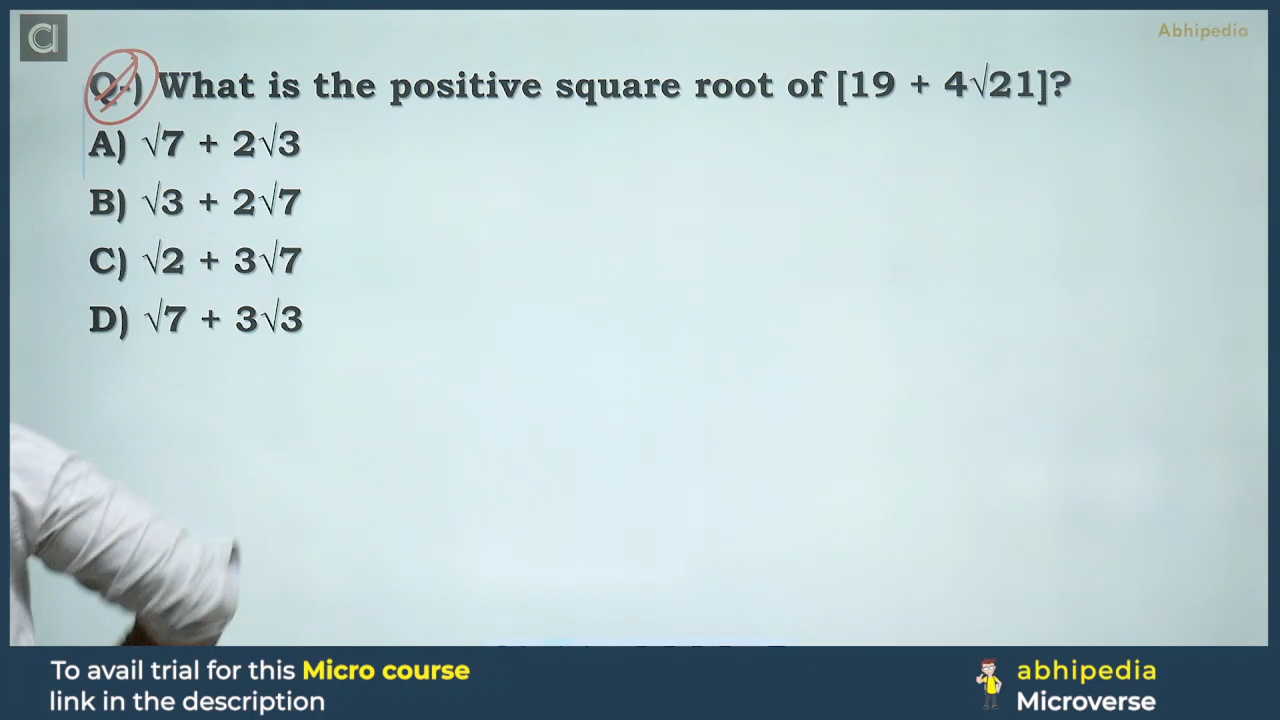 Abhipedia
Q-) What is the positive square root of [19 + 4√21]?
A) √7 + 2√3
B) √3 + 2√7
C) √2 + 3√7
D) √7 + 3√3
To avail trial for this Micro course
link in the description
abhipedia
Microverse